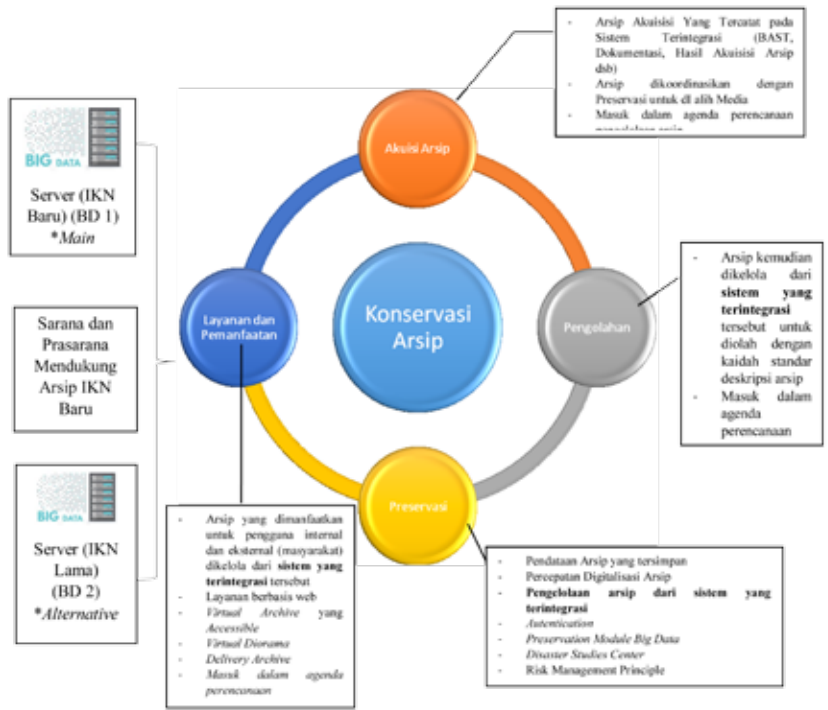 - Arsip Akuisisi Yang Tercatat pada
Sistem Terintegrasi (BAST,
Dokumentasi, Hasil Akuisisi Arsip
dsb)
- Arsip dikoordinasikan dengan
Preservasi untuk dI alih Media
- Masuk dalam agenda perencanaan
pengelolaan arsip
Akuisi Arsip
BIG DATA
Server (IKN
Baru) (BD 1)
*Main
Sarana dan
Prasarana
Mendukung
Arsip IKN
Baru
BIG DATA
Server (IKN
Lama)
(BD 2)
*Alternative
Layanan dan
Pemanfaatan
Konservasi
Arsip
Pengolahan
- Arsip kemudian
dikelola dari
sistem yang
terintegrasi
tersebut untuk
diolah dengan
kaidah standar
deskripsi arsip
- Masuk dalam
agenda
perencanaan
Preservasi
- Arsip yang dimanfaatkan
untuk pengguna internal
dan eksternal (masyarakat)
dikelola dari sistem yang
terintegrasi tersebut
- Layanan berbasis web
- Virtual Archive yang
Accessible
- Virtual Diorama
- Delivery Archive
- Masuk dalam agenda
perencanaan
- Pendataan Arsip yang tersimpan
- Percepatan Digitalisasi Arsip
- Pengelolaan arsip dari sistem yang
terintegrasi
- Autentication
- Preservation Module Big Data
- Disaster Studies Center
- Risk Management Principle